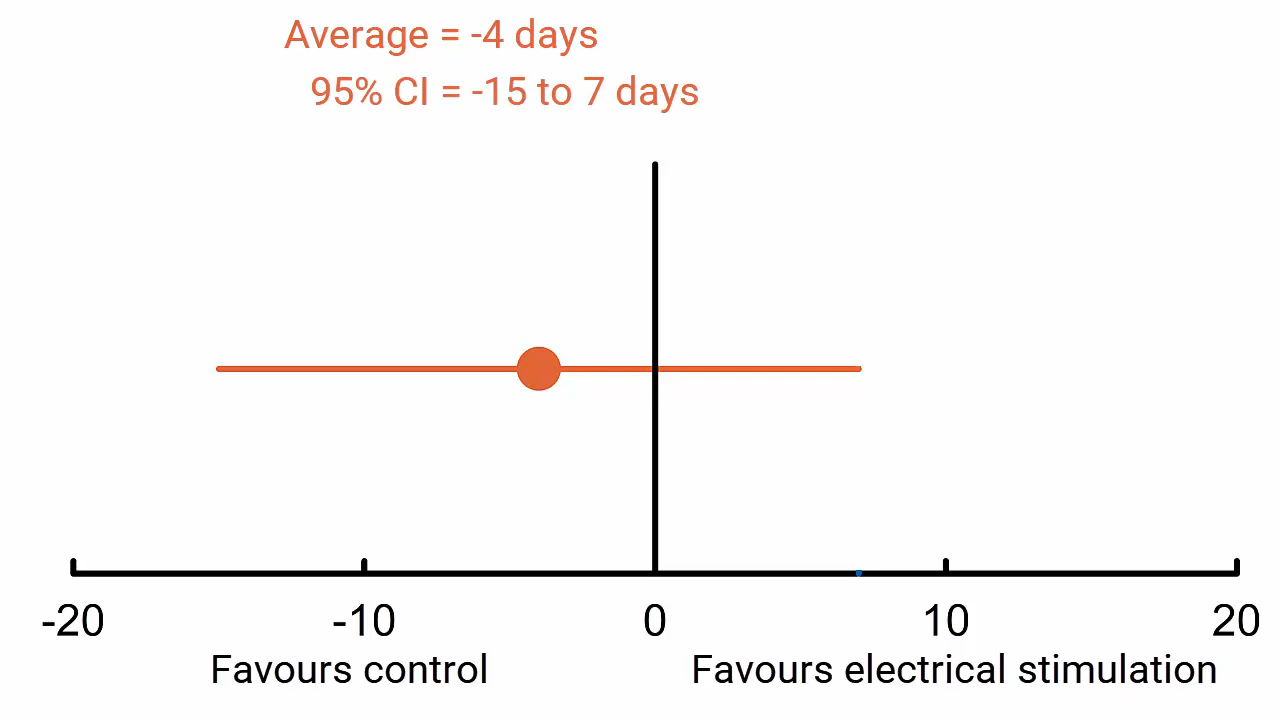 Average = -4 days
95% CI = -15 to 7 days
-20 -10 0 10 20
Favours control Favours electrical stimulation